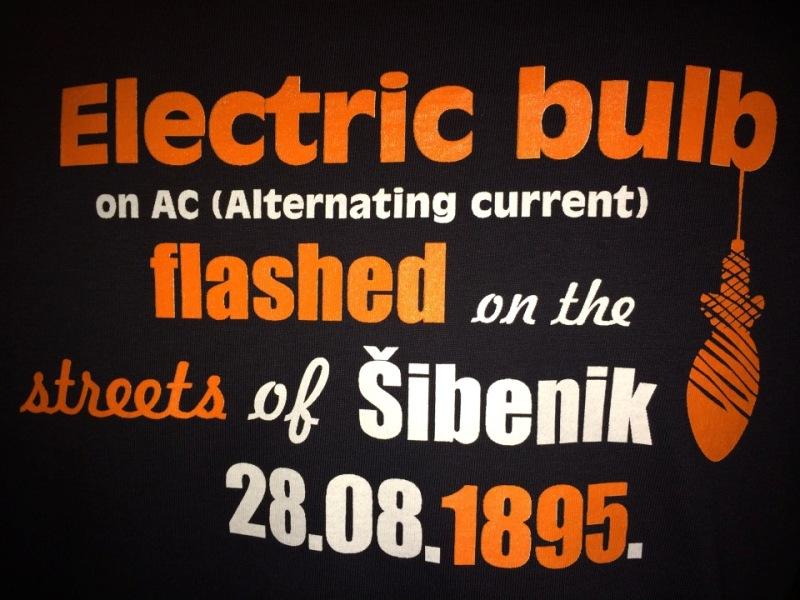 Electric bulb
on AC (Alternating current)
flashed on the
streets of Šibenik
28.08.1895.